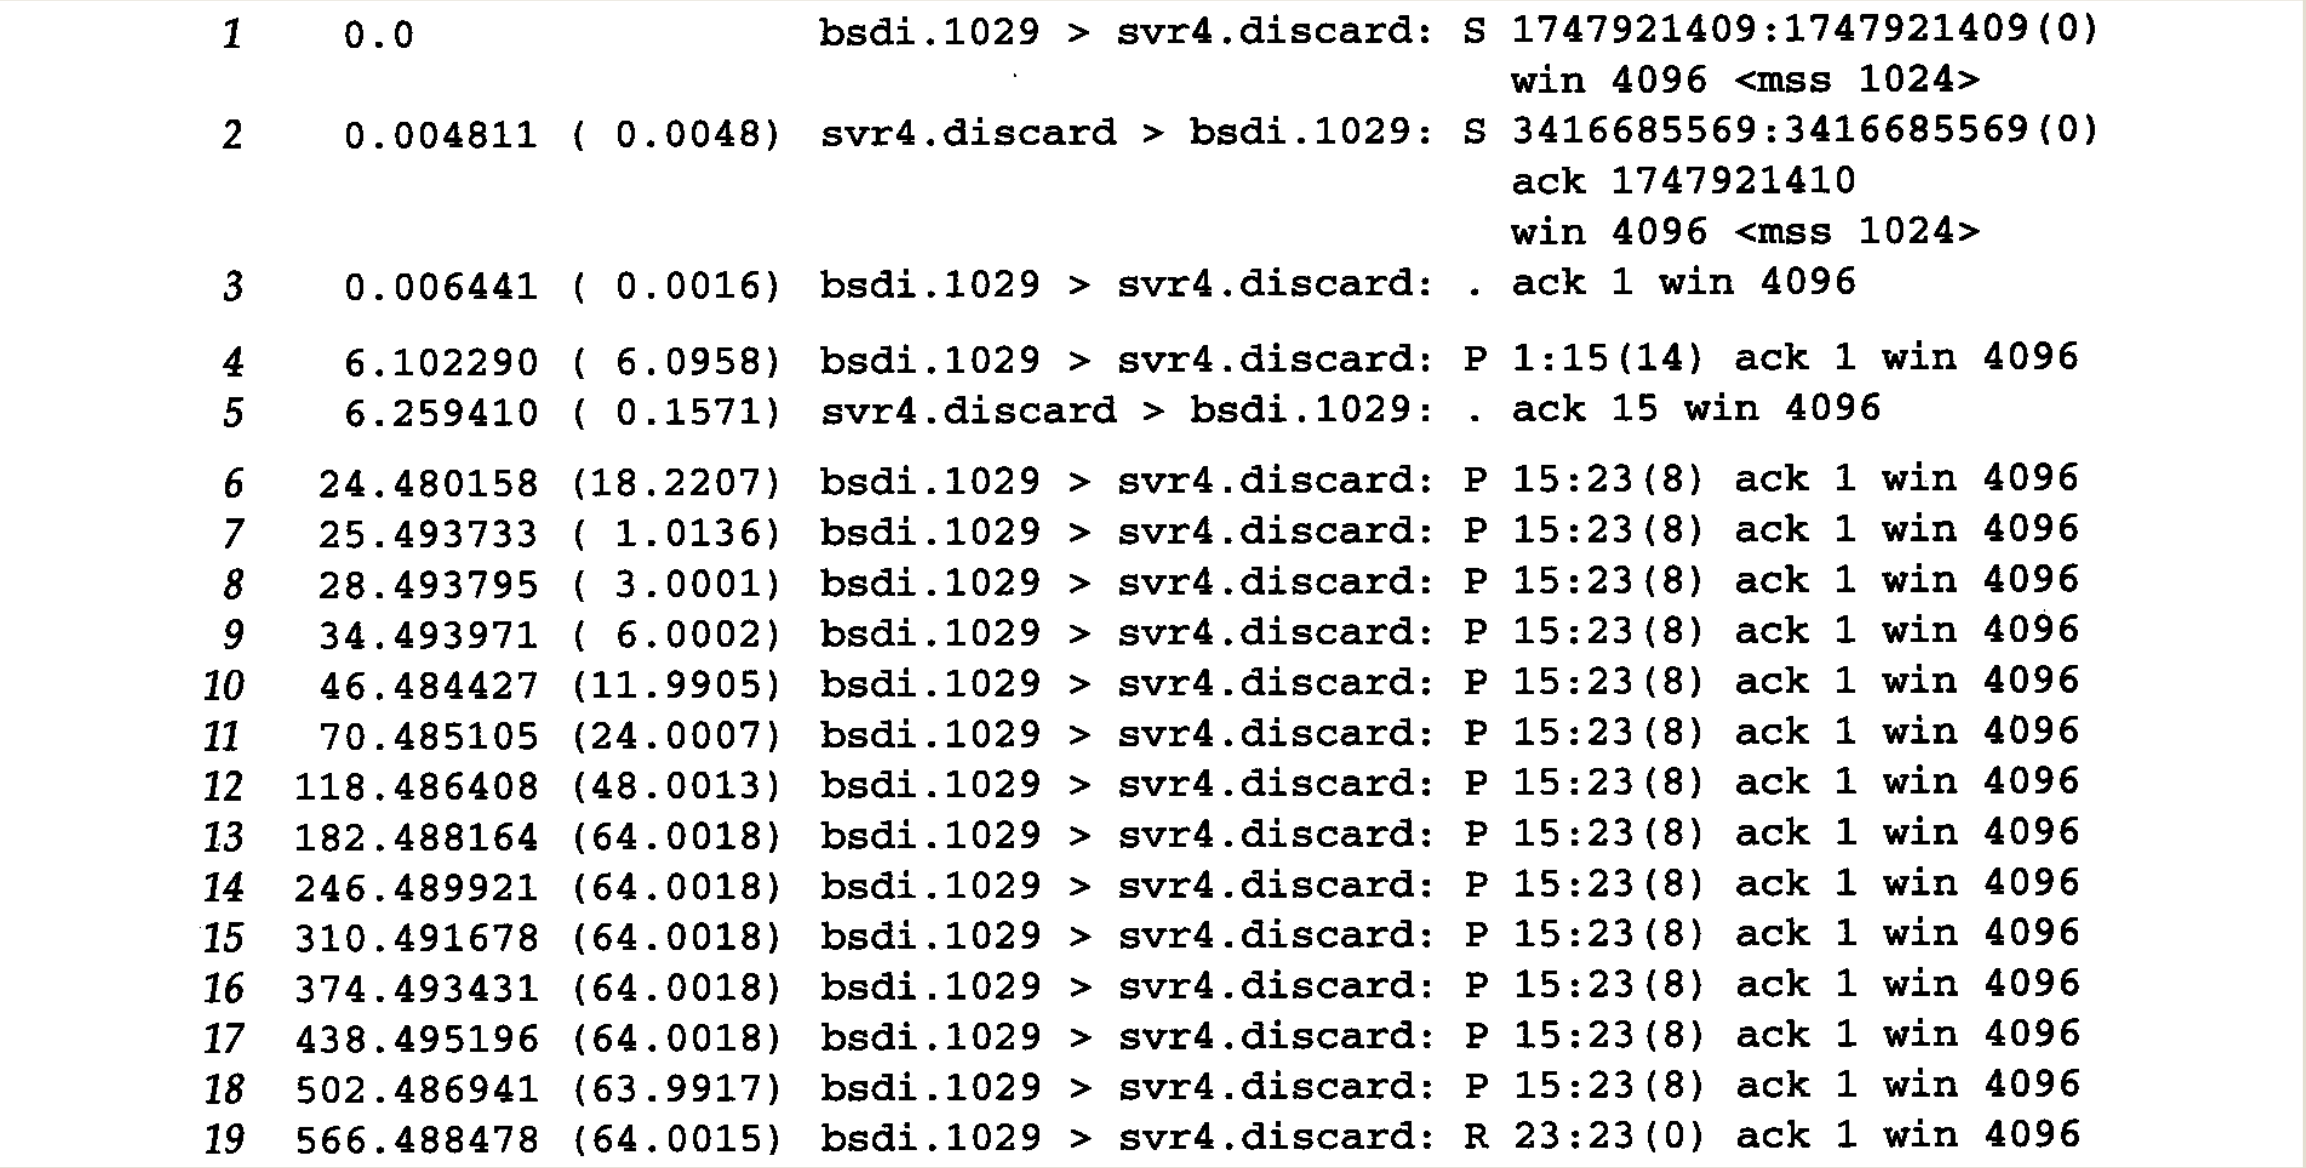 1 0.0 bsdi.1029 > svr4.discard: S 1747921409:1747921409(0)
win 4096 <mss 1024>
2 0.004811 ( 0.0048) svr4.discard > bsdi.1029: S 3416685569:3416685569(0)
ack 1747921410
win 4096 <mss 1024>
3 0.006441 ( 0.0016) bsdi.1029 > svr4.discard: . ack 1 win 4096
4 6.102290 ( 6.0958) bsdi.1029 > svr4.discard: P 1:15(14) ack 1 win 4096
5 6.259410 ( 0.1571) svr4.discard > bsdi.1029: . ack 15 win 4096
6 24.480158 (18.2207) bsdi.1029 > svr4.discard: P 15:23(8) ack 1 win 4096
7 25.493733 ( 1.0136) bsdi.1029 > svr4.discard: P 15:23(8) ack 1 win 4096
8 28.493795 ( 3.0001) bsdi.1029 > svr4.discard: P 15:23(8) ack 1 win 4096
9 34.493971 ( 6.0002) bsdi.1029 > svr4.discard: P 15:23(8) ack 1 win 4096
10 46.484427 (11.9905) bsdi.1029 > svr4.discard: P 15:23(8) ack 1 win 4096
11 70.485105 (24.0007) bsdi.1029 > svr4.discard: P 15:23(8) ack 1 win 4096
12 118.486408 (48.0013) bsdi.1029 > svr4.discard: P 15:23(8) ack 1 win 4096
13 182.488164 (64.0018) bsdi.1029 > svr4.discard: P 15:23(8) ack 1 win 4096
14 246.489921 (64.0018) bsdi.1029 > svr4.discard: P 15:23(8) ack 1 win 4096
15 310.491678 (64.0018) bsdi.1029 > svr4.discard: P 15:23(8) ack 1 win 4096
16 374.493431 (64.0018) bsdi.1029 > svr4.discard: P 15:23(8) ack 1 win 4096
17 438.495196 (64.0018) bsdi.1029 > svr4.discard: P 15:23(8) ack 1 win 4096
18 502.486941 (63.9917) bsdi.1029 > svr4.discard: P 15:23(8) ack 1 win 4096
19 566.488478 (64.0015) bsdi.1029 > svr4.discard: R 23:23(0) ack 1 win 4096